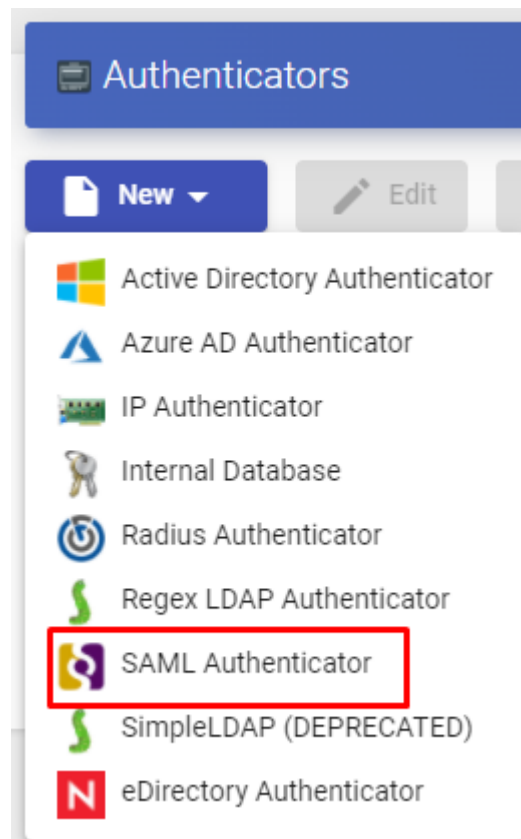 Authenticators
New
Edit
Active Directory Authenticator
Azure AD Authenticator
IP Authenticator
Internal Database
Radius Authenticator
Regex LDAP Authenticator
SAML Authenticator
SimpleLDAP (DEPRECATED)
eDirectory Authenticator